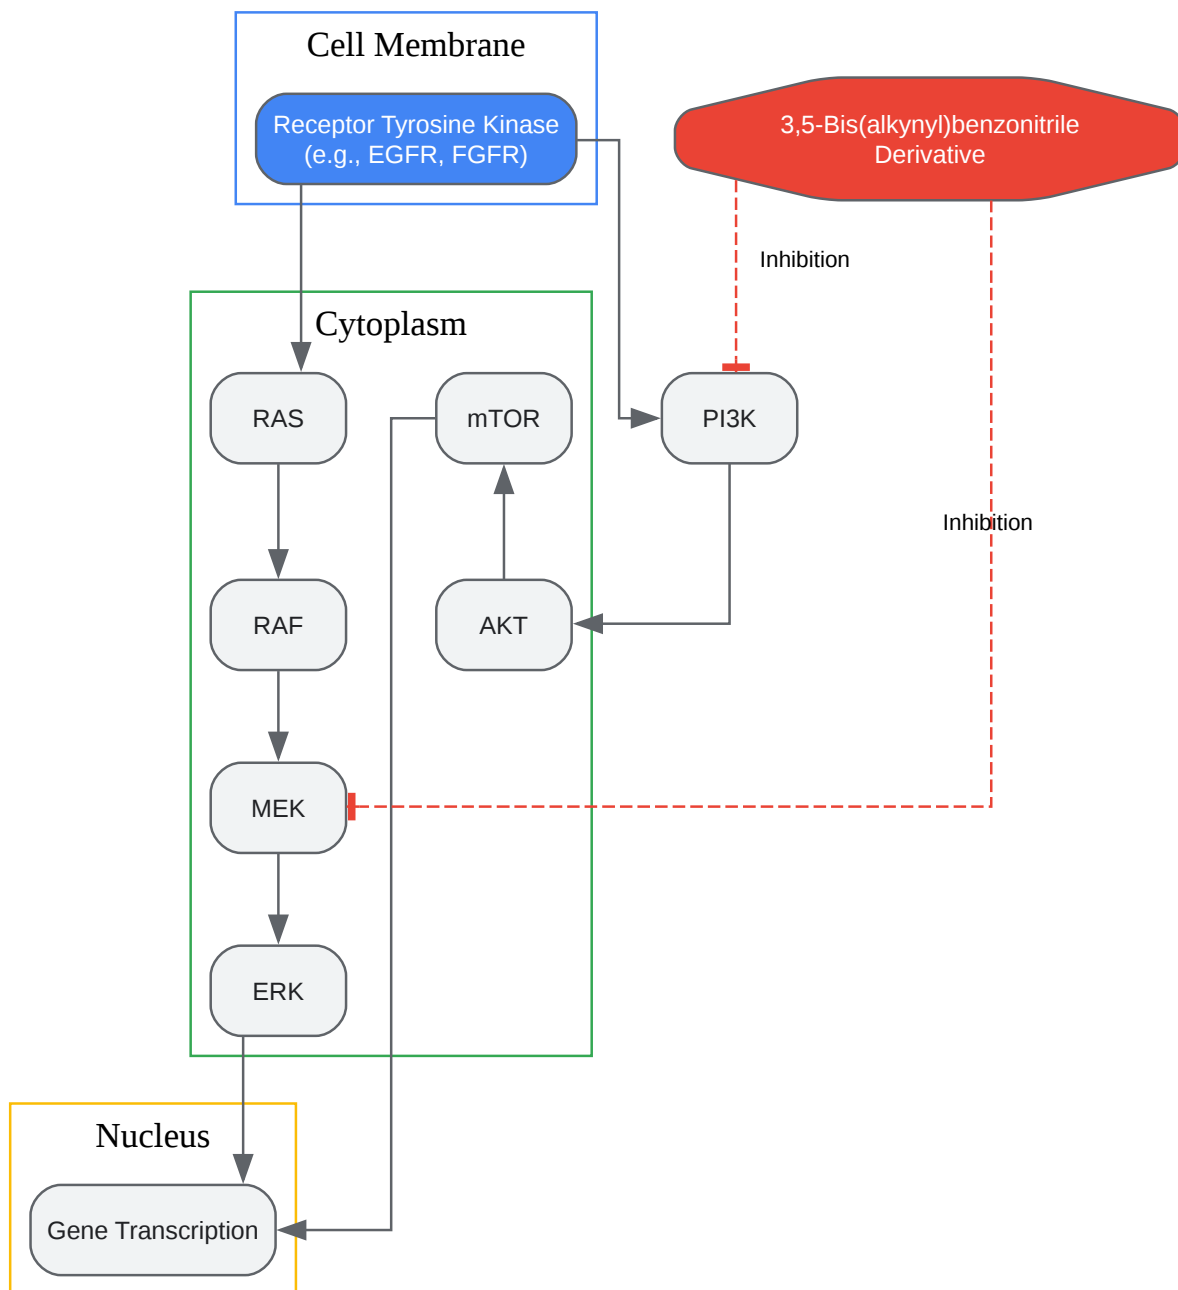 Cell Membrane
Receptor Tyrosine Kinase
(e.g., EGFR, FGFR)
3,5-Bis(alkynyl)benzonitrile
Derivative
Inhibition
Cytoplasm
RAS
mTOR
PI3K
Inhibition
RAF
AKT
MEK
ERK
Nucleus
Gene Transcription